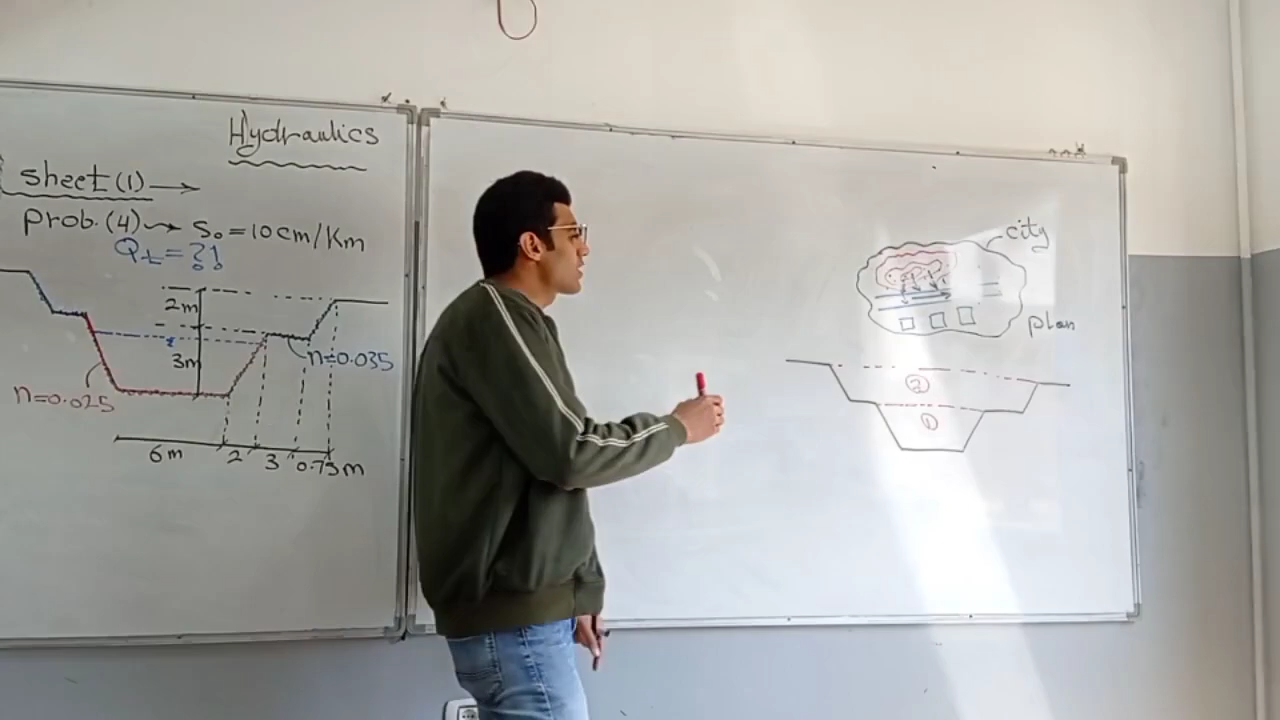 Hydraulics
sheet (1) →
prob. (4) → S₀ = 10 cm/Km
Qt = ?!
2m
3m
n=0.035
n=0.025
6m 2 3 0.75m
city
plan
2
1